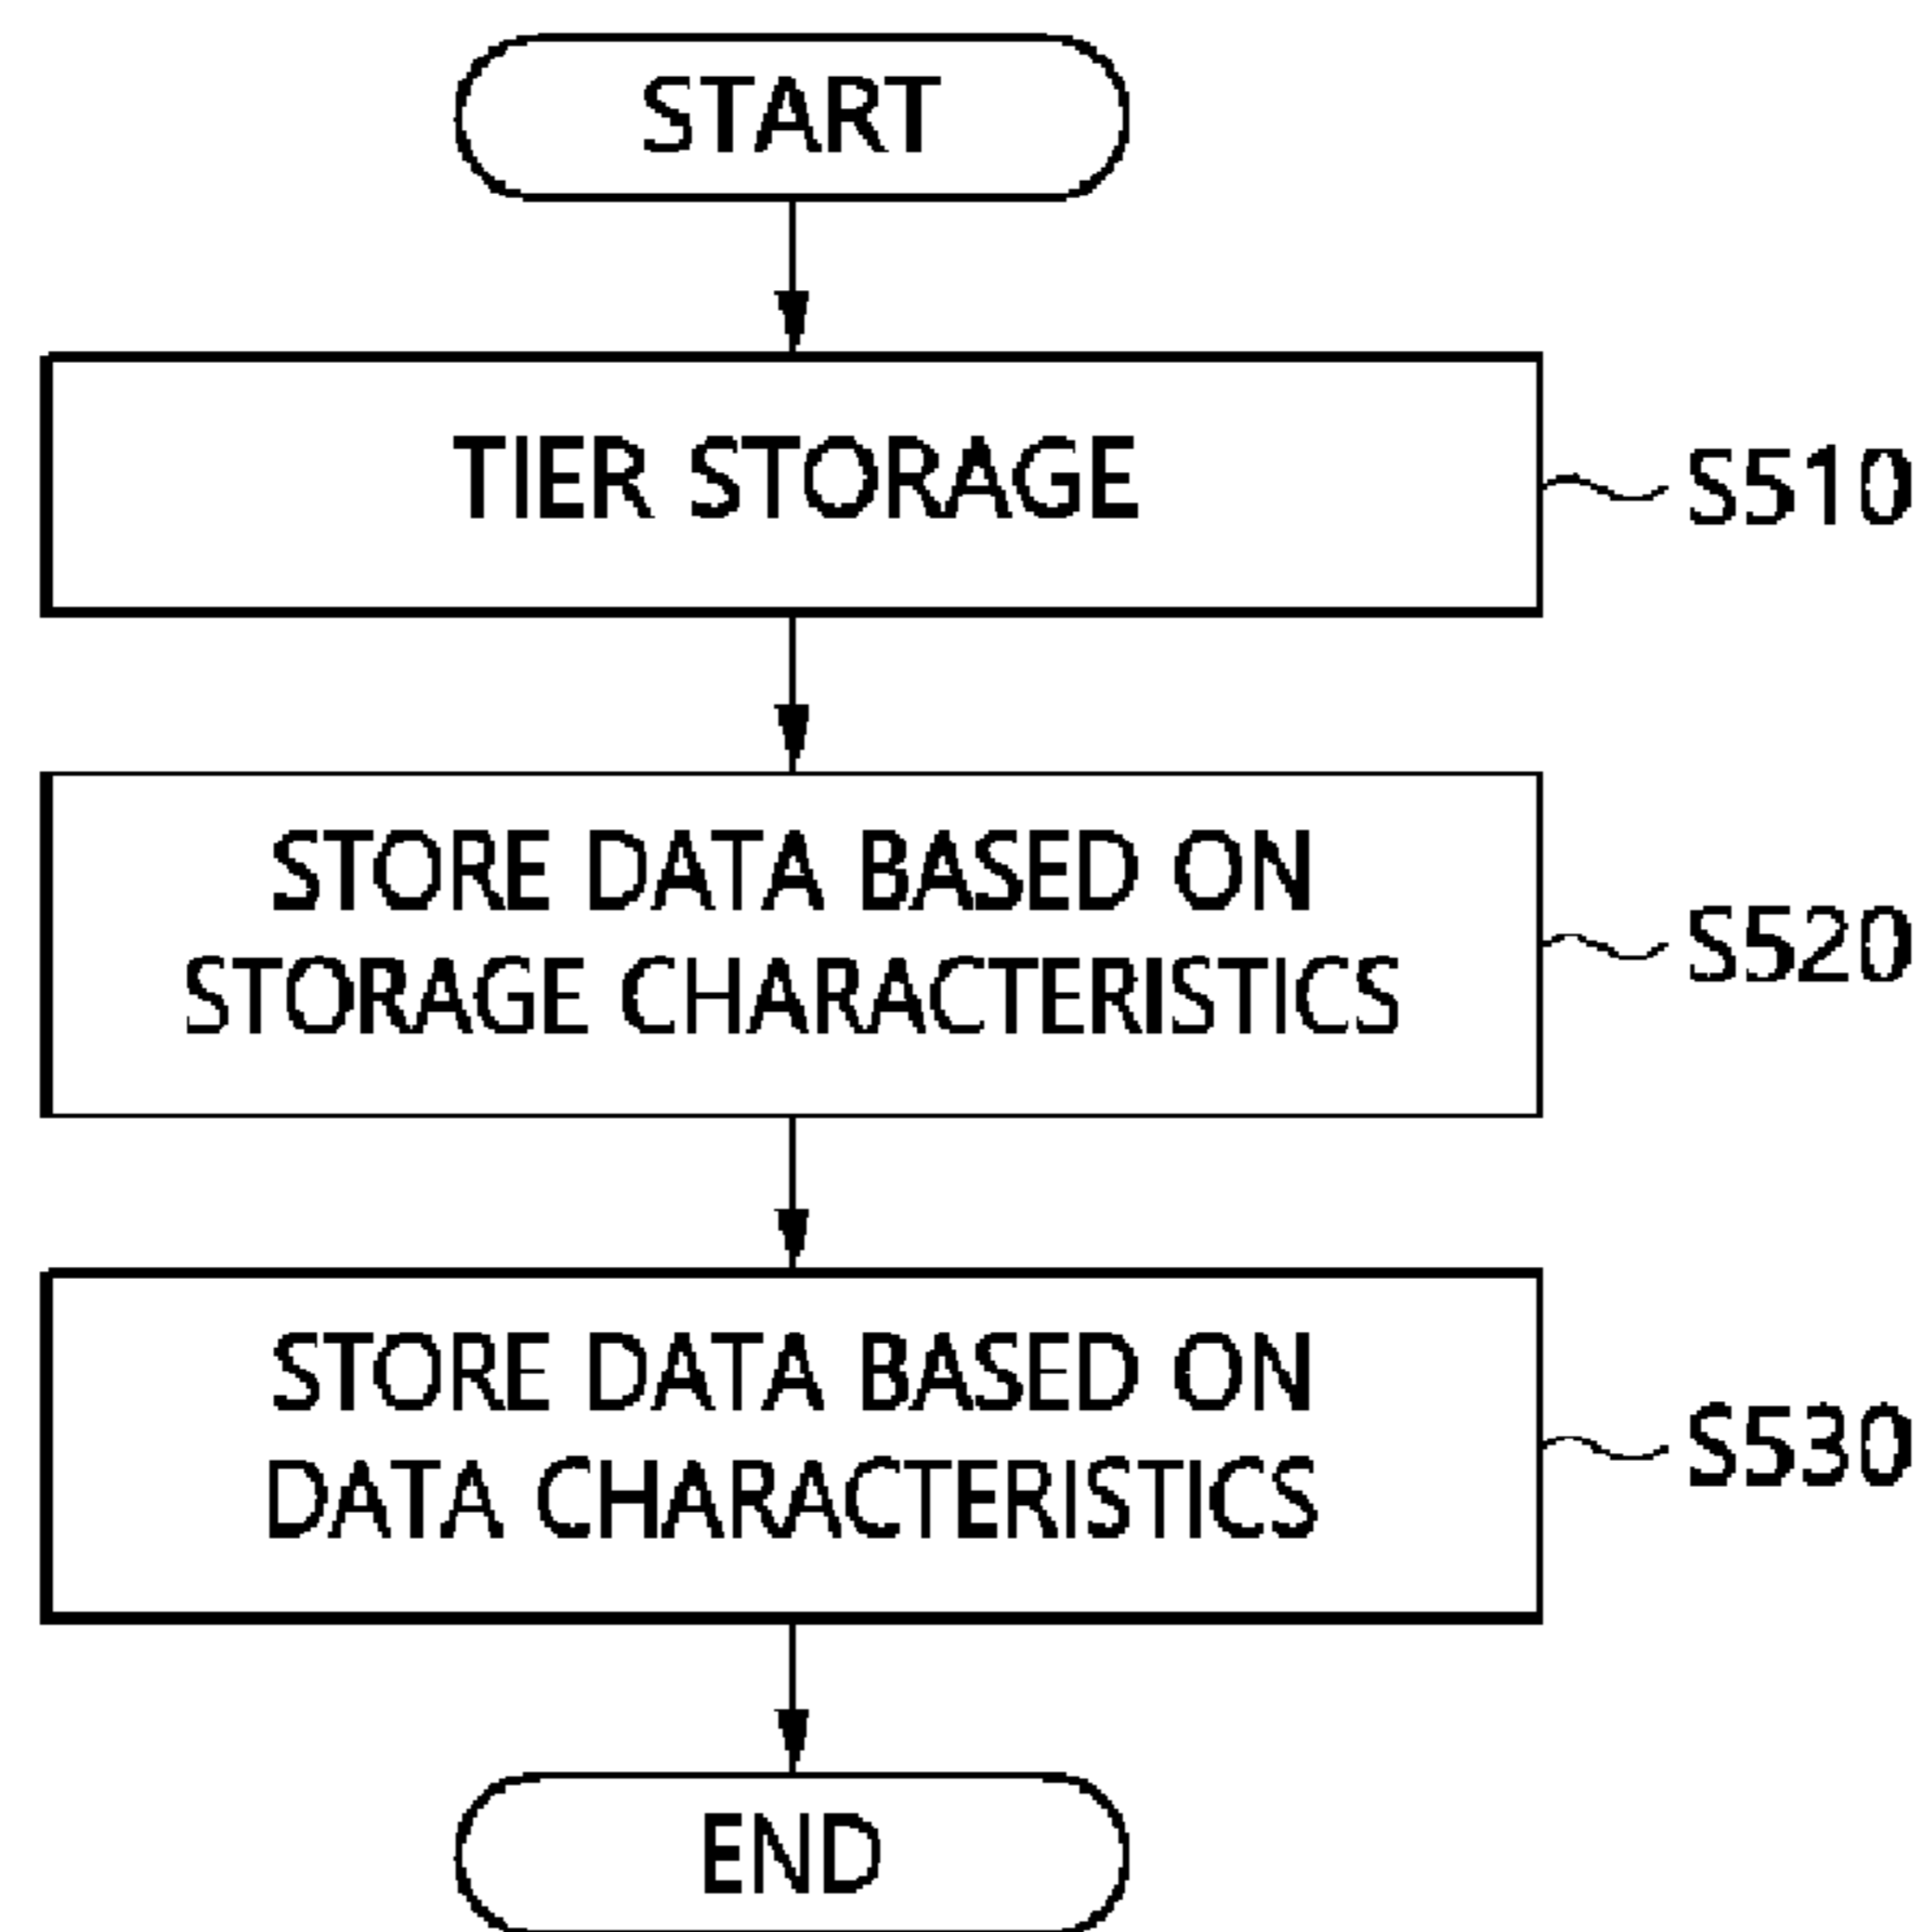 START
TIER STORAGE
S510
STORE DATA BASED ON
STORAGE CHARACTERISTICS
S520
STORE DATA BASED ON
DATA CHARACTERISTICS
S530
END